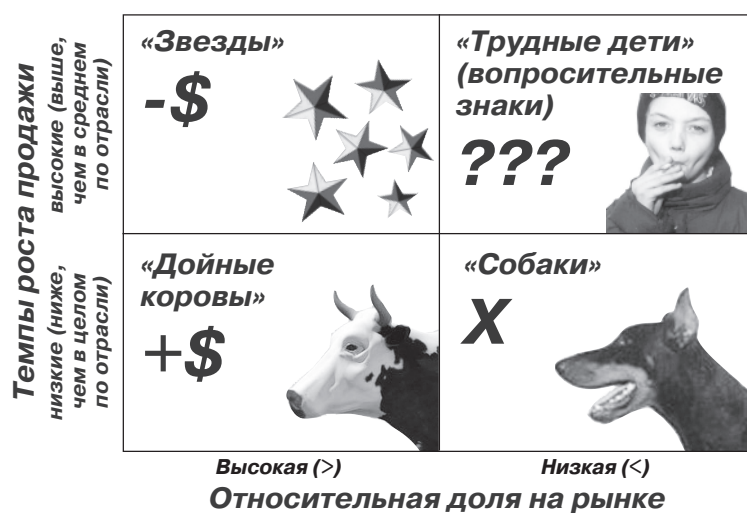 Темпы роста продажи
высокие (выше,
чем в среднем
по отрасли)
низкие (ниже,
чем в целом
по отрасли)
«Звезды»
-$
«Трудные дети»
(вопросительные
знаки)
???
«Дойные
коровы»
+$
«Собаки»
X
Высокая (>)
Низкая (<)
Относительная доля на рынке